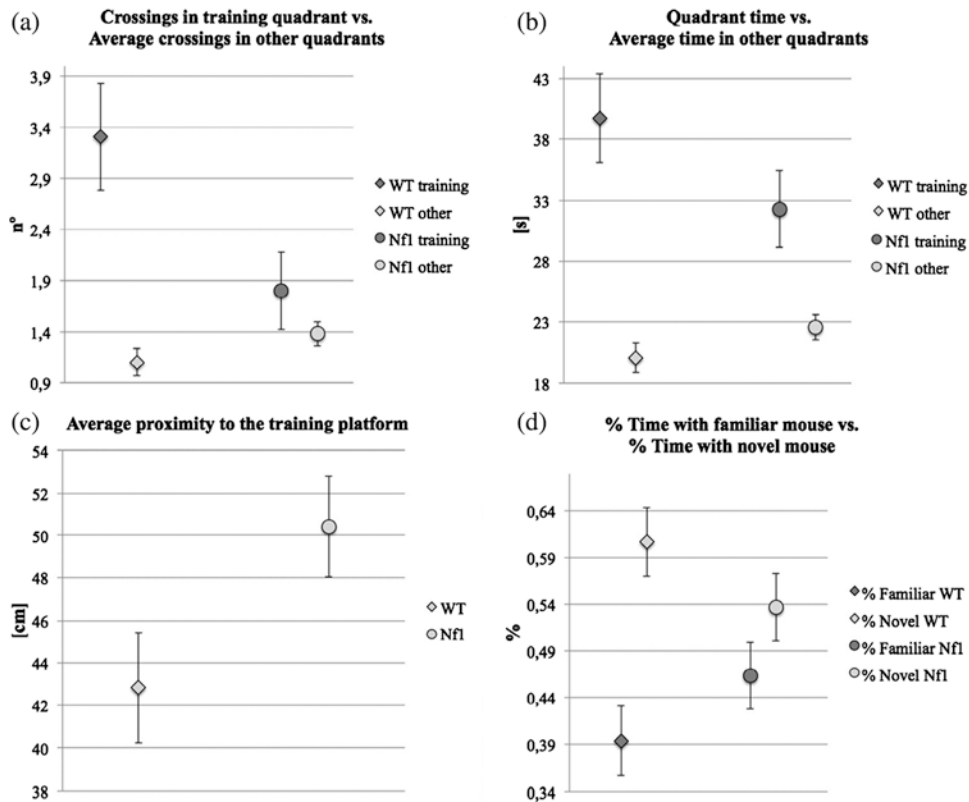 (a)
Crossings in training quadrant vs.
Average crossings in other quadrants
3,9
3,4
2,9
2,4
1,9
1,4
0,9
nº
WT training
WT other
Nf1 training
Nf1 other
(b)
Quadrant time vs.
Average time in other quadrants
43
38
33
28
23
18
[s]
WT training
WT other
Nf1 training
Nf1 other
(c)
Average proximity to the training platform
54
52
50
48
46
44
42
40
38
[cm]
WT
Nf1
(d)
% Time with familiar mouse vs.
% Time with novel mouse
0,64
0,59
0,54
0,49
0,44
0,39
0,34
%
% Familiar WT
% Novel WT
% Familiar Nf1
% Novel Nf1